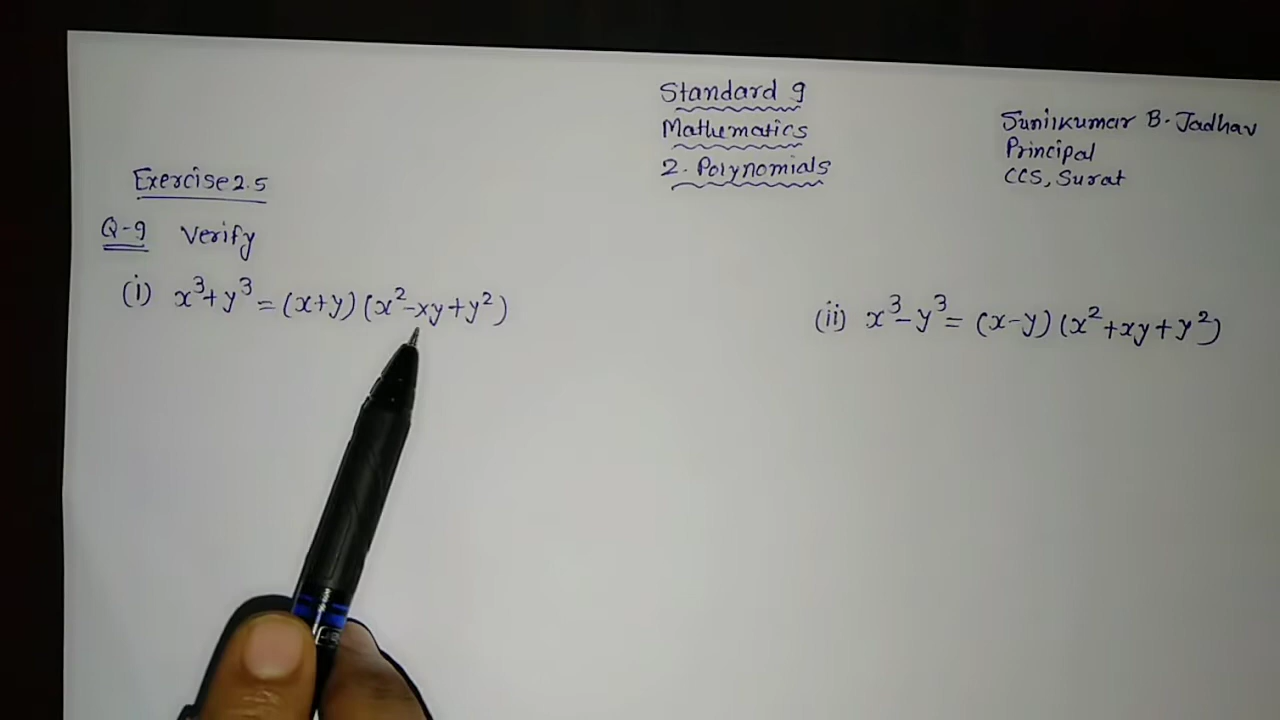 Standard 9
Mathematics
2. Polynomials
Sunilkumar B. Jadhav
Principal
CCS, Surat
Exercise 2.5
Q-9 Verify
(i) x³+y³ = (x+y) (x²-xy+y²)
(ii) x³-y³ = (x-y) (x²+xy+y²)